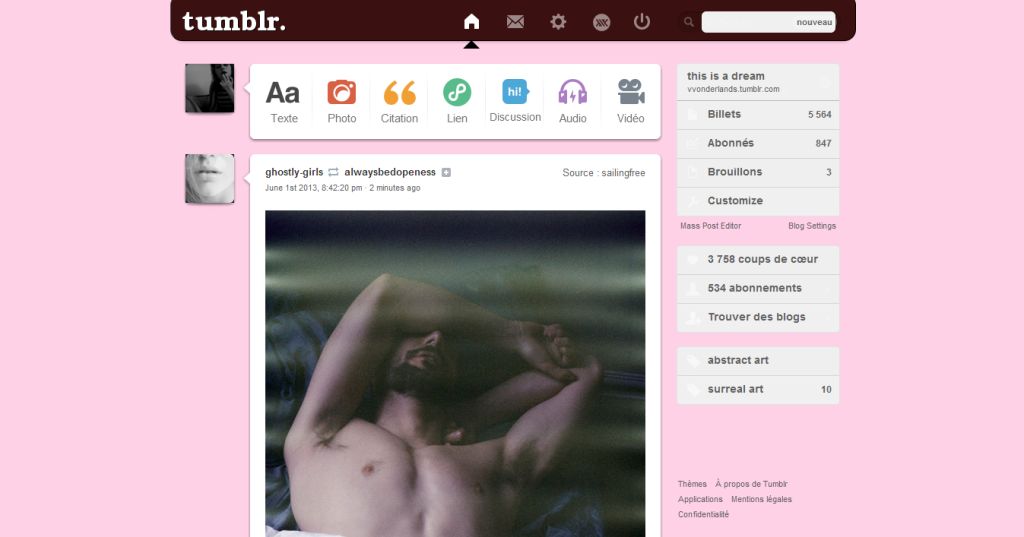 tumblr.
nouveau
Aa
Texte
Photo
Citation
Lien
hi!
Discussion
Audio
Vidéo
ghostly-girls alwaysbedopeness
Source : sailingfree
June 1st 2013, 8:42:20 pm · 2 minutes ago
this is a dream
vvonderlands.tumblr.com
Billets 5 564
Abonnés 847
Brouillons 3
Customize
Mass Post Editor Blog Settings
3 758 coups de cœur
534 abonnements
Trouver des blogs
abstract art
surreal art 10
Thèmes À propos de Tumblr
Applications Mentions légales
Confidentialité